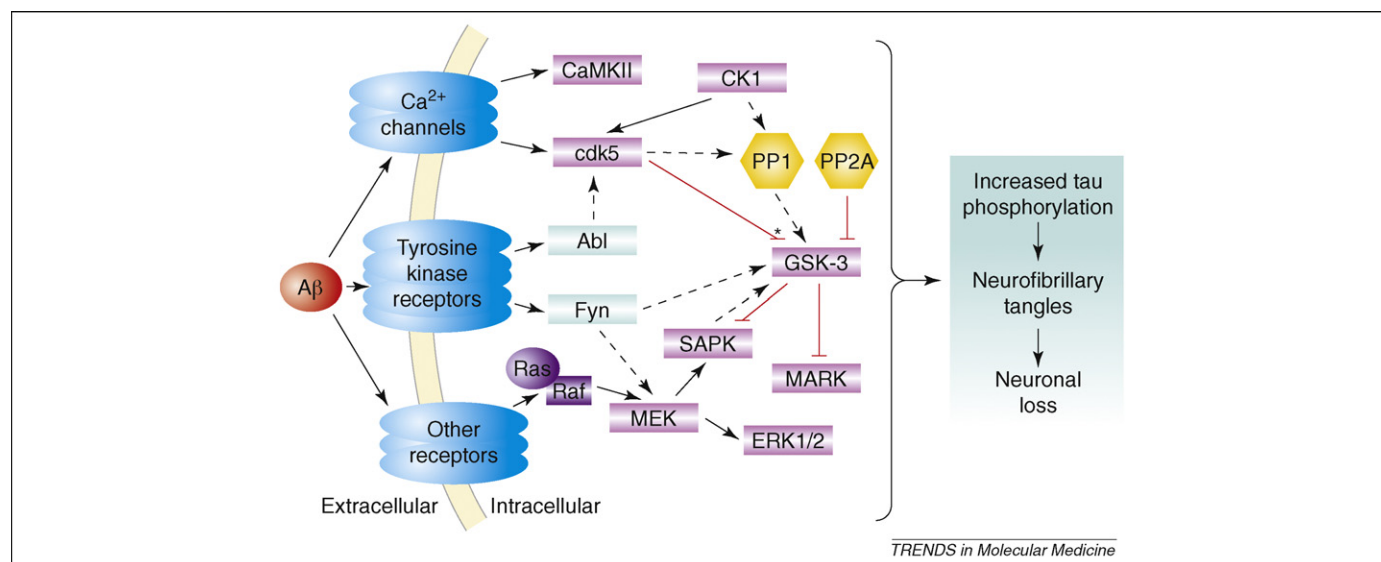 CaMKII
CK1
Ca²⁺
channels
cdk5
PP1
PP2A
Abl
Tyrosine
kinase
receptors
Aβ
*
GSK-3
Fyn
SAPK
Ras
Raf
MARK
MEK
ERK1/2
Other
receptors
Extracellular
Intracellular
Increased tau
phosphorylation
Neurofibrillary
tangles
Neuronal
loss
TRENDS in Molecular Medicine